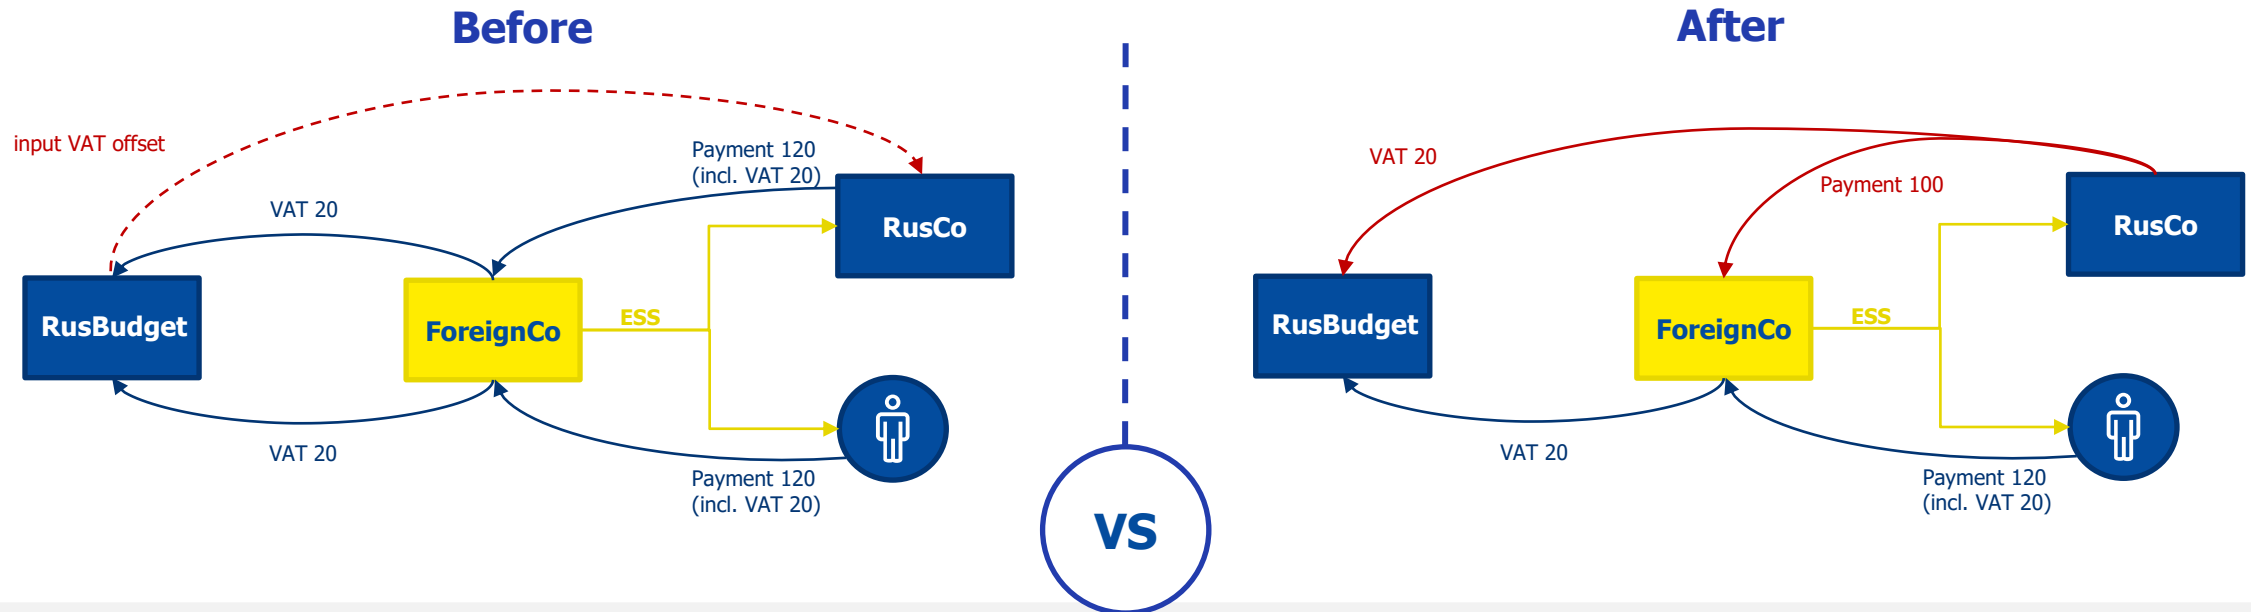 Before
input VAT offset
Payment 120
(incl. VAT 20)
VAT 20
RusCo
RusBudget
ForeignCo
ESS
VAT 20
Payment 120
(incl. VAT 20)
VS
After
VAT 20
Payment 100
RusCo
RusBudget
ForeignCo
ESS
VAT 20
Payment 120
(incl. VAT 20)